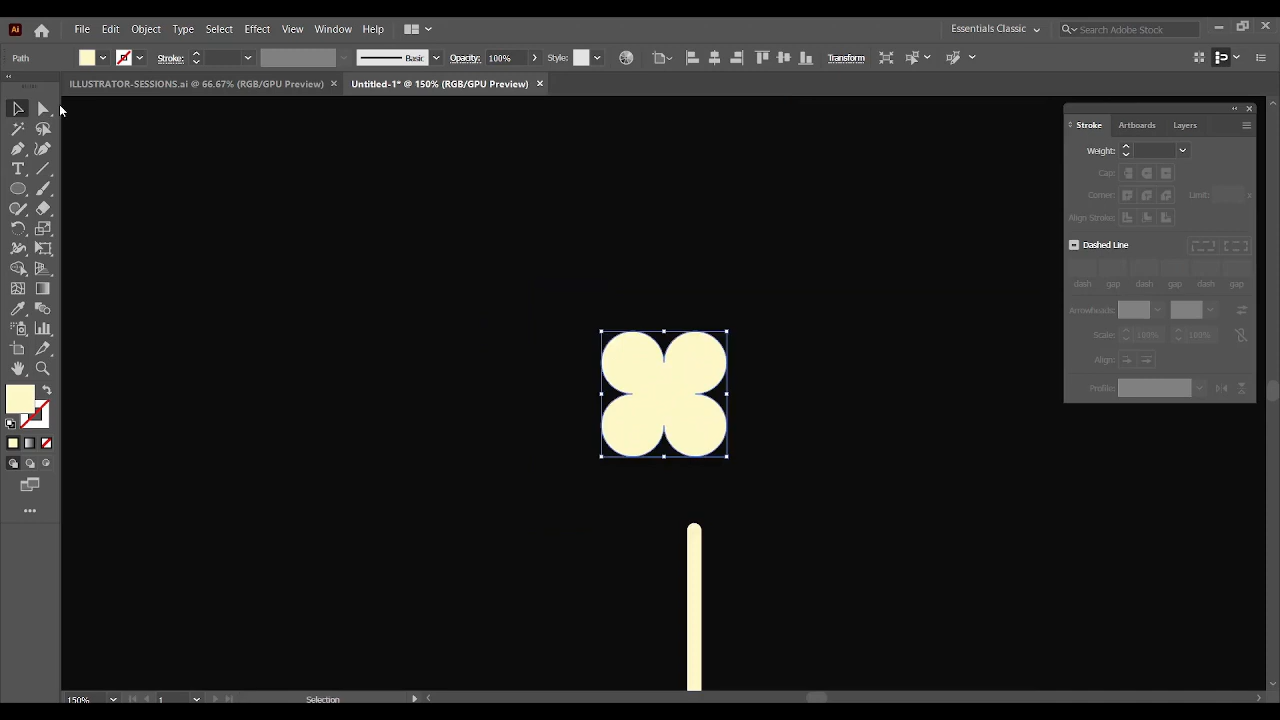 Ai File Edit Object Type Select Effect View Window Help Essentials Classic Search Adobe Stock
Path Stroke: Basic Opacity: 100% Style: Transform
ILLUSTRATOR-SESSIONS.ai @ 66.67% (RGB/GPU Preview) × Untitled-1* @ 150% (RGB/GPU Preview) ×
Stroke Artboards Layers
Weight:
Cap:
Corner: Limit: x
Align Stroke:
Dashed Line
dash gap dash gap dash gap
Arrowheads:
Scale: 100% 100%
Align:
Profile:
150% 1 Selection